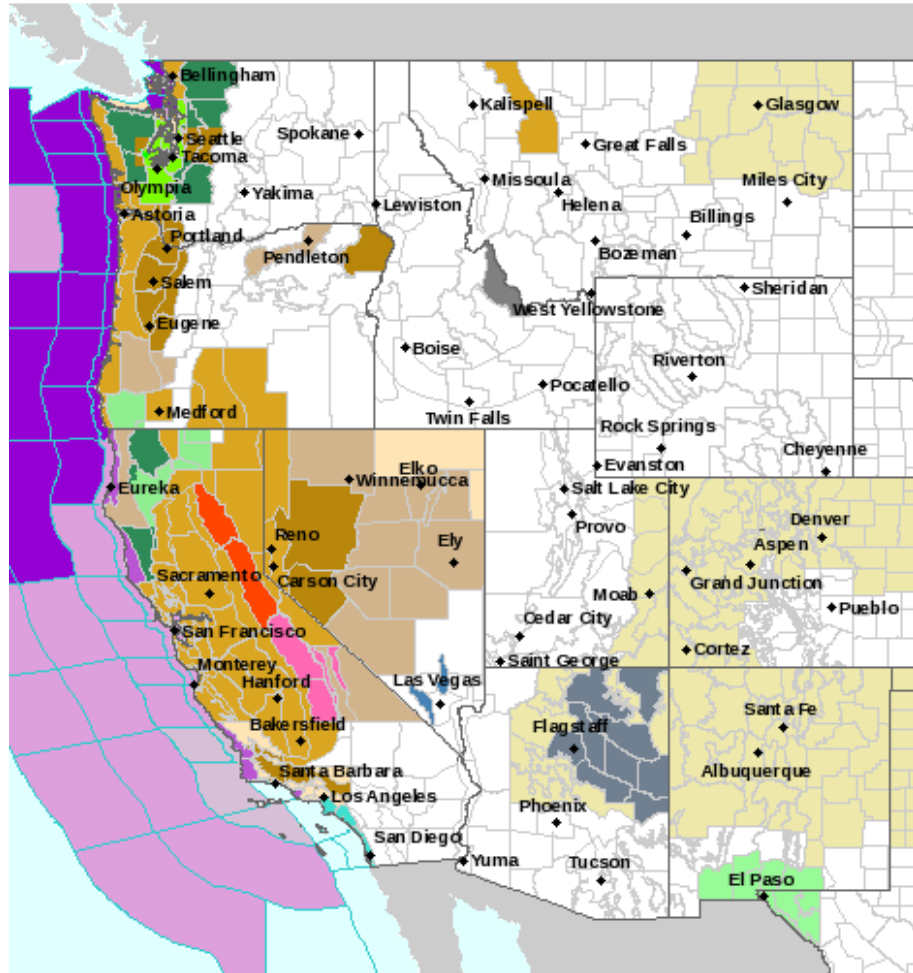 Bellingham
Kalispell
Glasgow
Seattle
Spokane
Great Falls
Tacoma
Olympia
Yakima
Lewiston
Missoula
Helena
Miles City
Astoria
Billings
Portland
Pendleton
Bozeman
Salem
West Yellowstone
Sheridan
Eugene
Boise
Riverton
Pocatello
Medford
Twin Falls
Rock Springs
Cheyenne
Elko
Winnemucca
Evanston
Eureka
Salt Lake City
Provo
Denver
Reno
Ely
Aspen
Sacramento
Carson City
Grand Junction
Moab
Pueblo
San Francisco
Cedar City
Cortez
Saint George
Monterey
Hanford
Las Vegas
Santa Fe
Flagstaff
Bakersfield
Albuquerque
Santa Barbara
Los Angeles
Phoenix
San Diego
Yuma
Tucson
El Paso